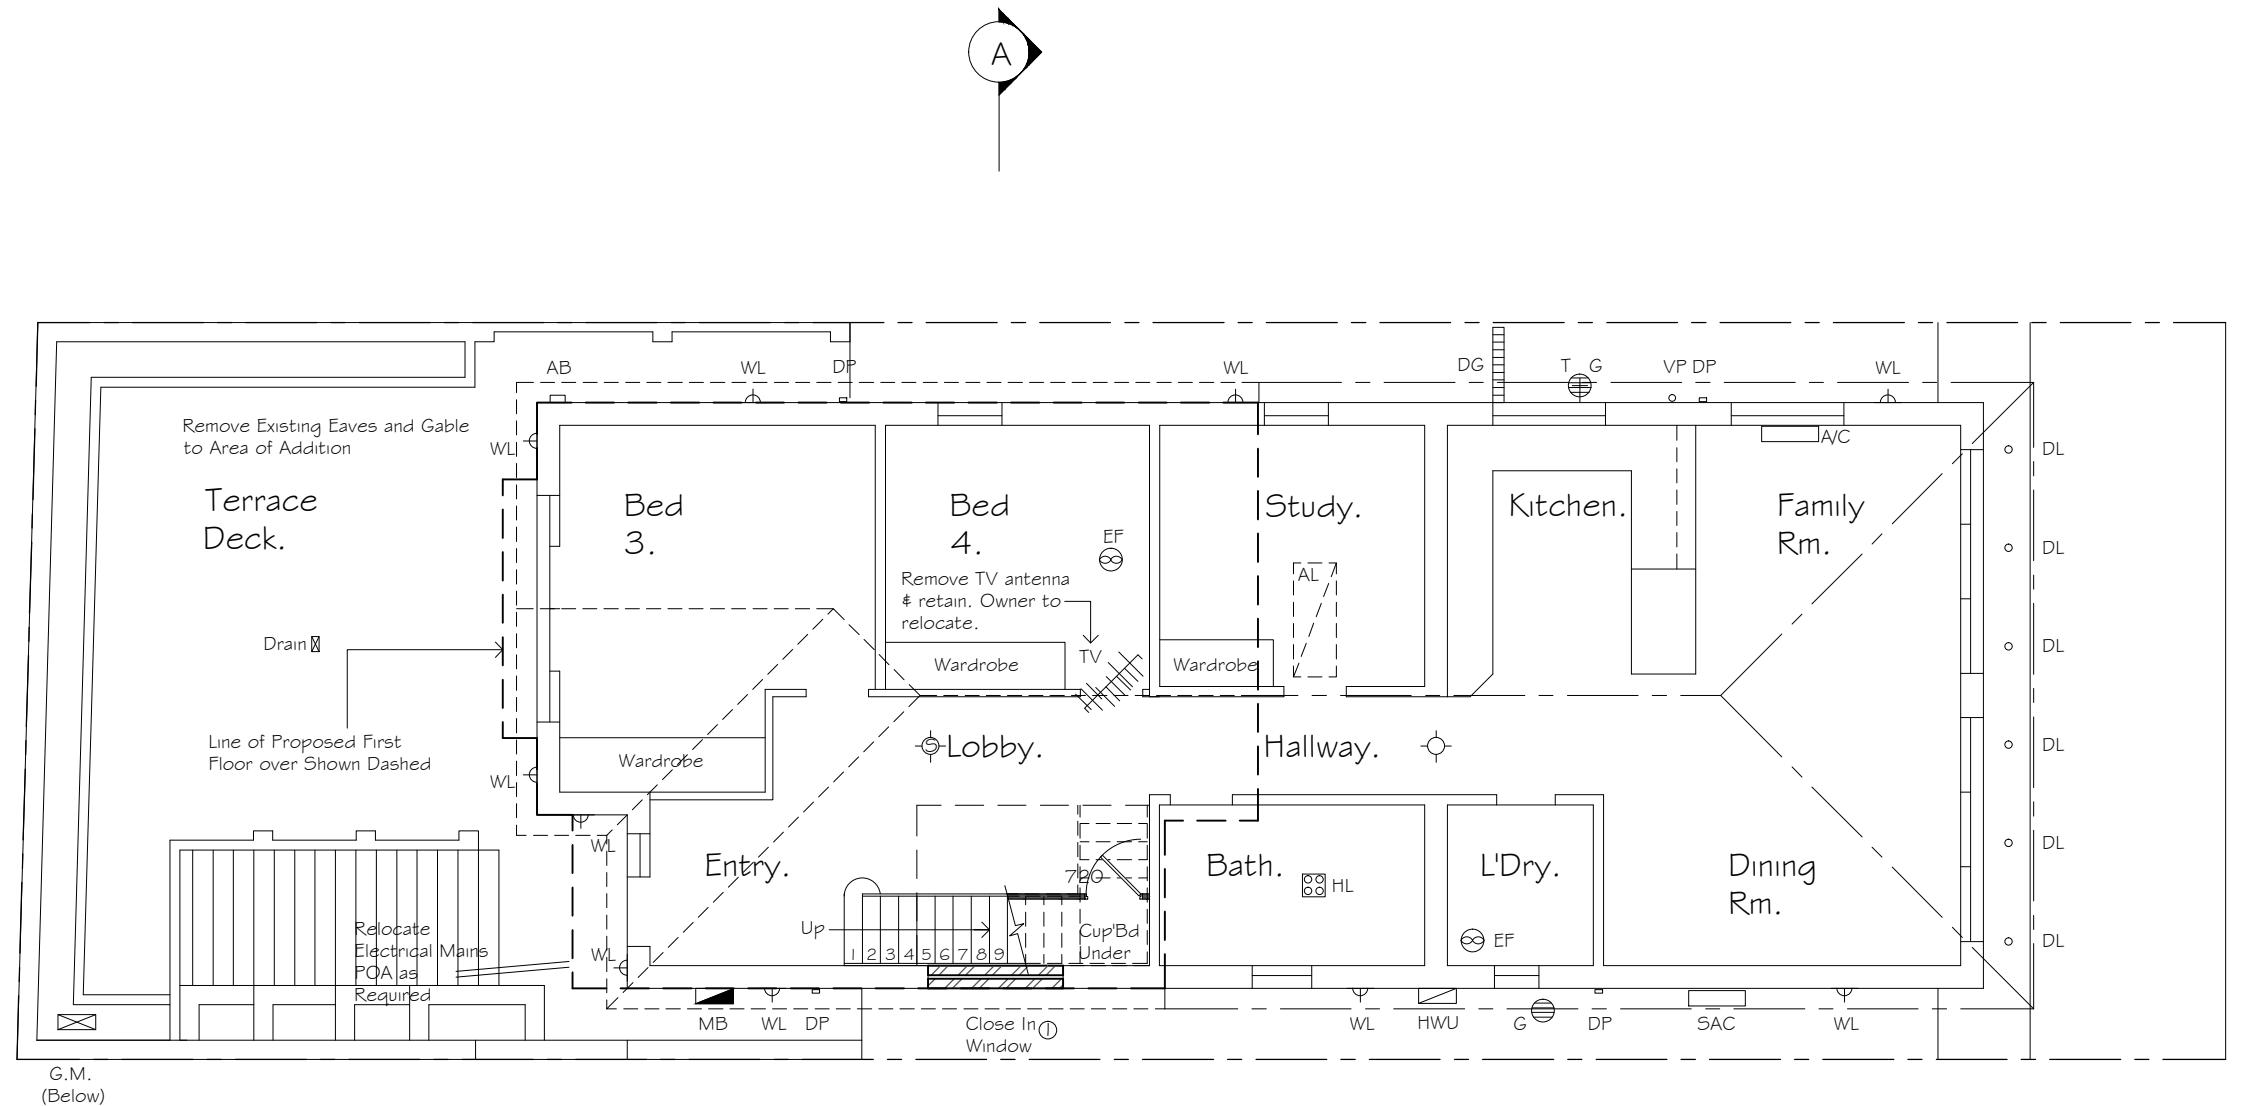 A
AB
WL
DP
WL
DG
T
G
VP
DP
WL
Remove Existing Eaves and Gable
to Area of Addition
WL
A/C
DL
Terrace
Deck.
Bed
3.
Bed
4.
EF
Study.
Kitchen.
Family
Rm.
DL
Remove TV antenna
& retain. Owner to
relocate.
AL
Drain
TV
Wardrobe
Wardrobe
DL
Line of Proposed First
Floor over Shown Dashed
Wardrobe
S
Lobby.
Hallway.
DL
WL
WL
Entry.
720
Bath.
HL
L'Dry.
Dining
Rm.
DL
Relocate
Electrical Mains
POA as
Required
WL
Up
1 2 3 4 5 6 7 8 9
Cup'Bd
Under
EF
DL
MB
WL
DP
Close In
Window
1
WL
HWU
G
DP
SAC
WL
G.M.
(Below)